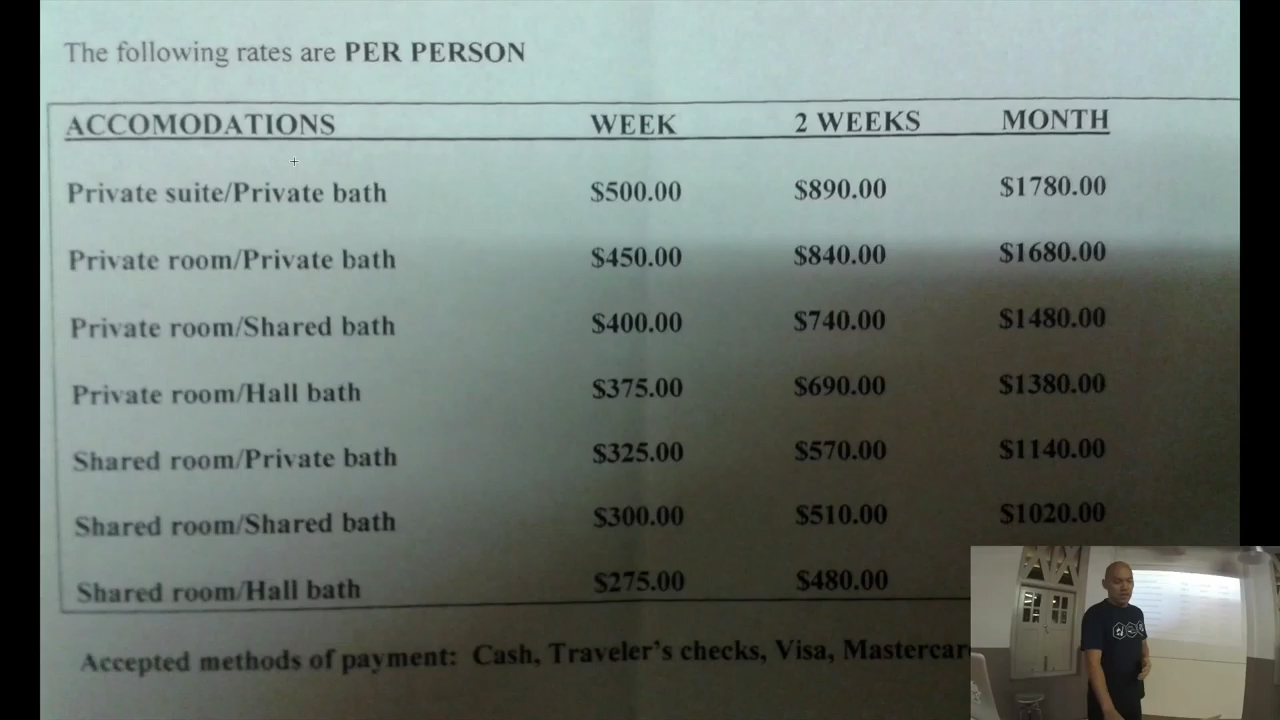 The following rates are PER PERSON
ACCOMODATIONS WEEK 2 WEEKS MONTH
Private suite/Private bath $500.00 $890.00 $1780.00
Private room/Private bath $450.00 $840.00 $1680.00
Private room/Shared bath $400.00 $740.00 $1480.00
Private room/Hall bath $375.00 $690.00 $1380.00
Shared room/Private bath $325.00 $570.00 $1140.00
Shared room/Shared bath $300.00 $510.00 $1020.00
Shared room/Hall bath $275.00 $480.00
Accepted methods of payment: Cash, Traveler's checks, Visa, Mastercar